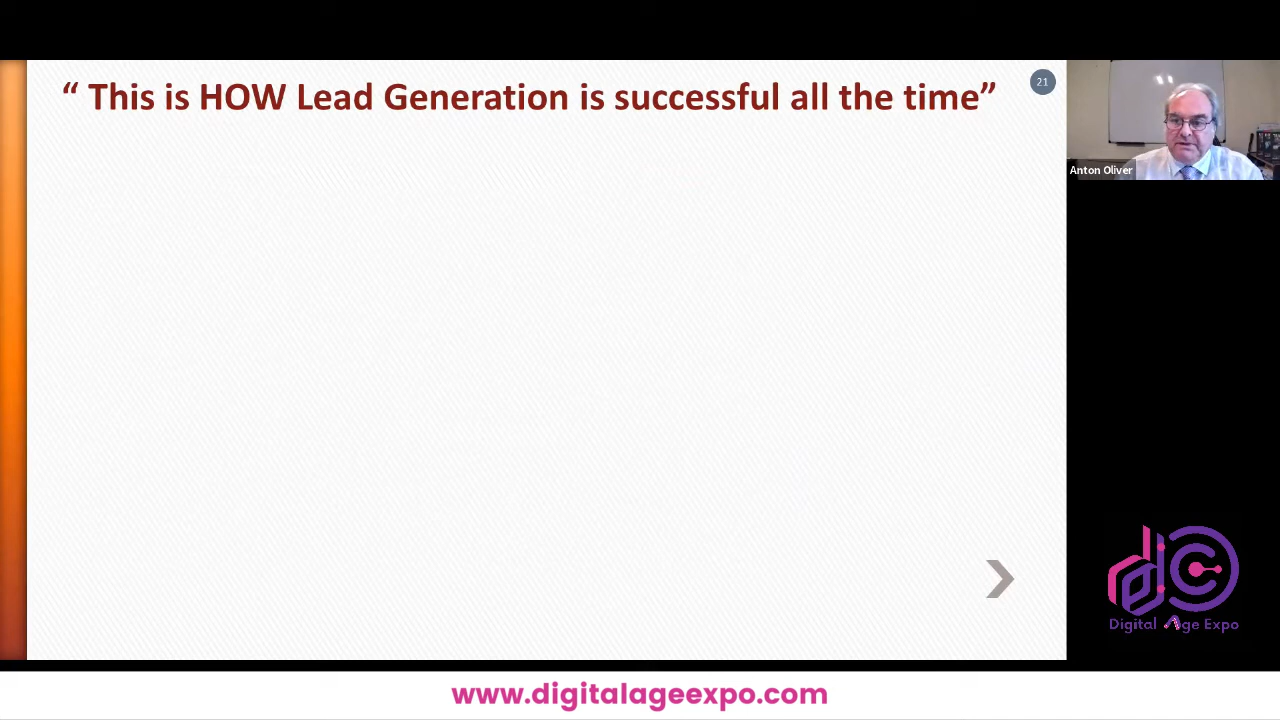 “ This is HOW Lead Generation is successful all the time”
21
Anton Oliver
Digital Age Expo
www.digitalageexpo.com